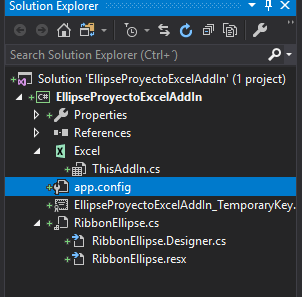 Solution Explorer
Search Solution Explorer (Ctrl+´)
Solution 'EllipseProyectoExcelAddIn' (1 project)
C# EllipseProyectoExcelAddIn
Properties
References
Excel
ThisAddIn.cs
app.config
EllipseProyectoExcelAddIn_TemporaryKey.
RibbonEllipse.cs
RibbonEllipse.Designer.cs
RibbonEllipse.resx